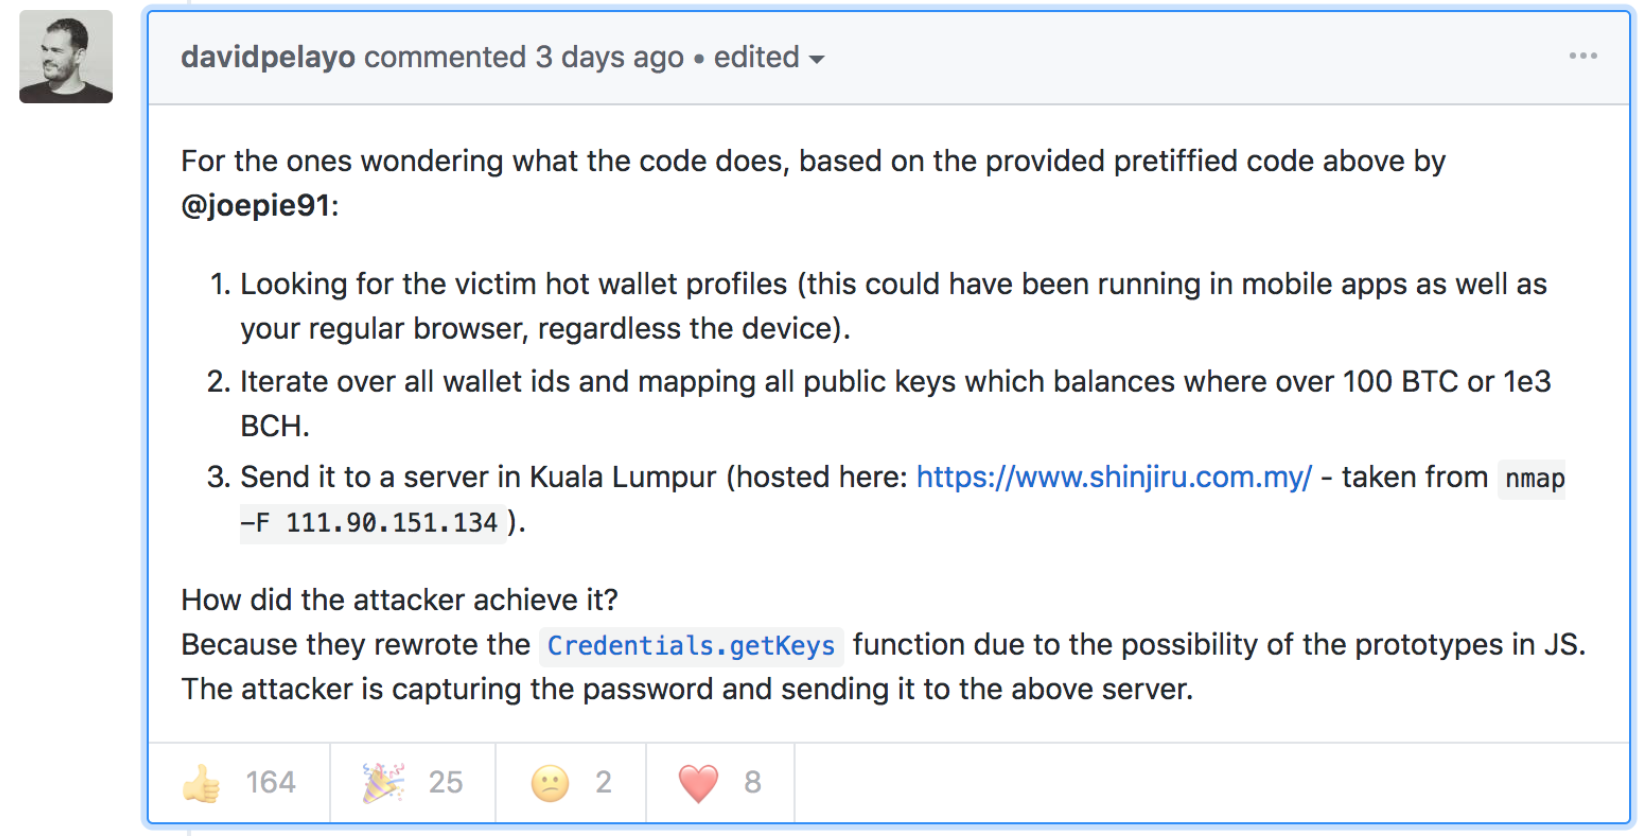 davidpelayo commented 3 days ago • edited
For the ones wondering what the code does, based on the provided pretiffied code above by
@joepie91:
1. Looking for the victim hot wallet profiles (this could have been running in mobile apps as well as
your regular browser, regardless the device).
2. Iterate over all wallet ids and mapping all public keys which balances where over 100 BTC or 1e3
BCH.
3. Send it to a server in Kuala Lumpur (hosted here: https://www.shinjiru.com.my/ - taken from nmap
-F 111.90.151.134 ).
How did the attacker achieve it?
Because they rewrote the Credentials.getKeys function due to the possibility of the prototypes in JS.
The attacker is capturing the password and sending it to the above server.
164 25 2 8